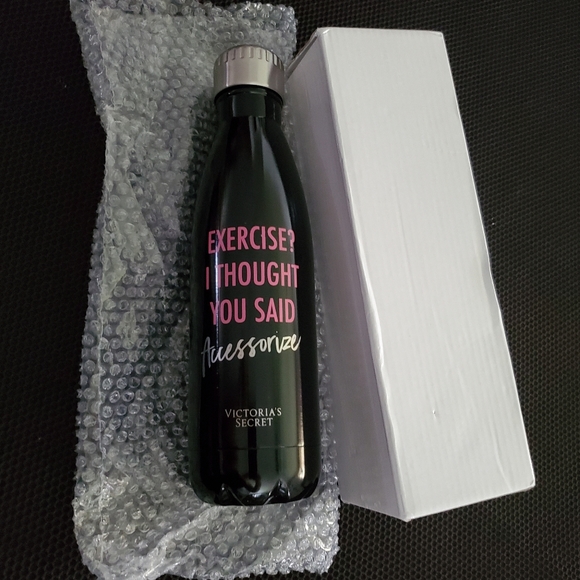 EXERCISE?
I THOUGHT
YOU SAID
Accessorize
VICTORIA'S
SECRET